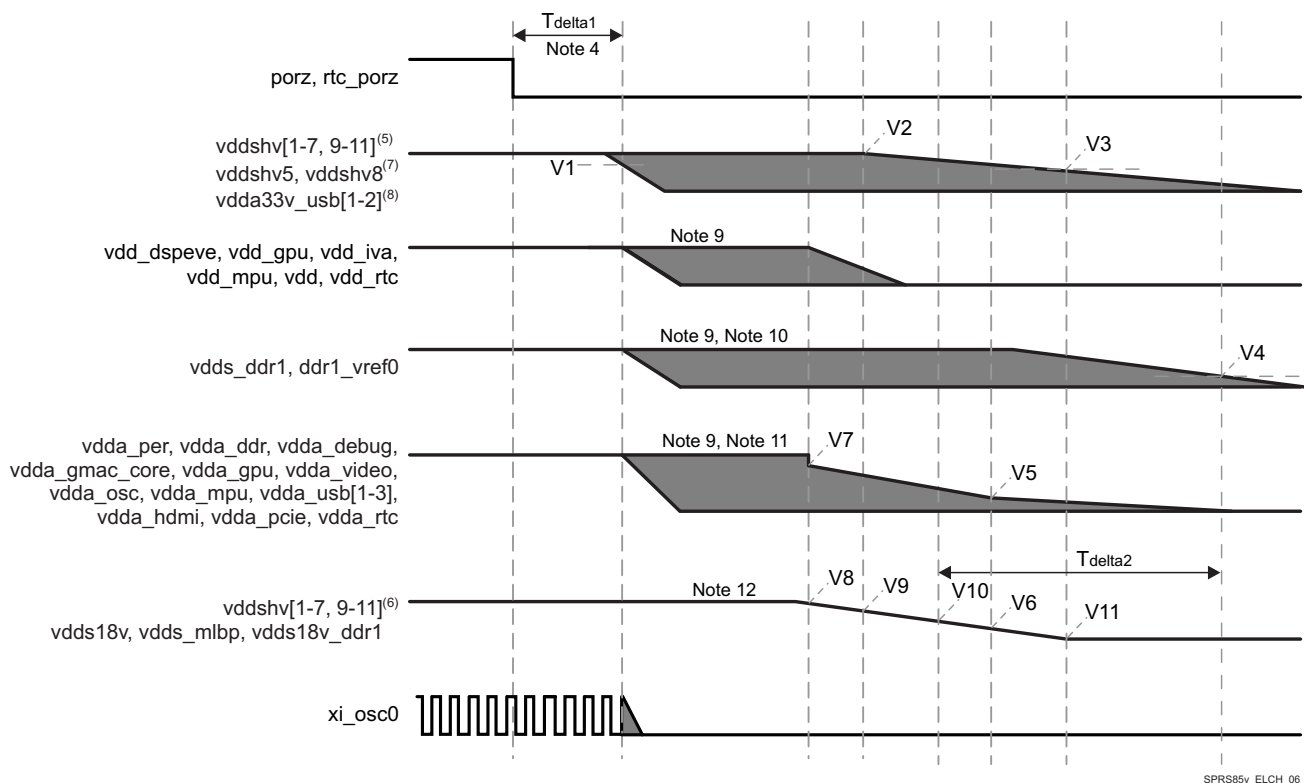 Tdelta1
Note 4
porz, rtc_porz
vddshv[1-7, 9-11](5)
vddshv5, vddshv8(7)
vdda33v_usb[1-2](8)
V1
V2
V3
Note 9
vdd_dspeve, vdd_gpu, vdd_iva,
vdd_mpu, vdd, vdd_rtc
Note 9, Note 10
vdds_ddr1, ddr1_vref0
V4
Note 9, Note 11
V7
V5
vdda_per, vdda_ddr, vdda_debug,
vdda_gmac_core, vdda_gpu, vdda_video,
vdda_osc, vdda_mpu, vdda_usb[1-3],
vdda_hdmi, vdda_pcie, vdda_rtc
Tdelta2
Note 12
V8
V9
V10
V6
V11
vddshv[1-7, 9-11](6)
vdds18v, vdds_mlbp, vdds18v_ddr1
xi_osc0
SPRS85v_ELCH_06